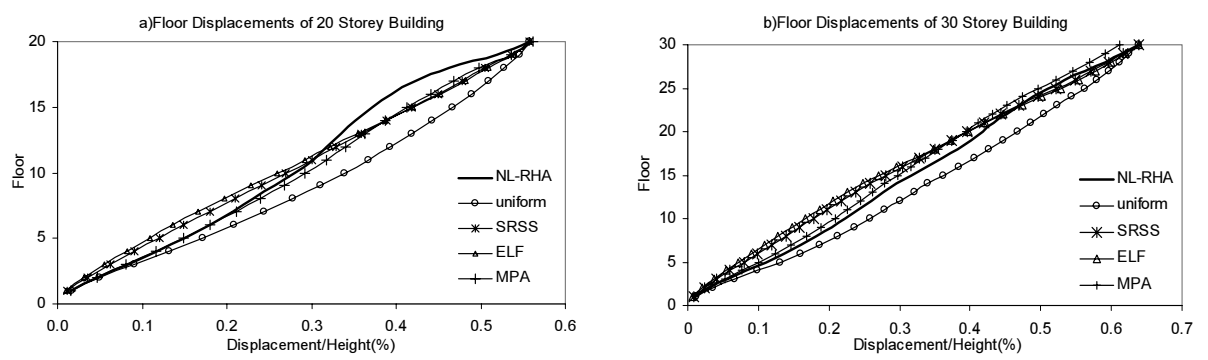 a)Floor Displacements of 20 Storey Building
20
15
10
5
0
Floor
0.0 0.1 0.2 0.3 0.4 0.5 0.6
Displacement/Height(%)
NL-RHA
uniform
SRSS
ELF
MPA
b)Floor Displacements of 30 Storey Building
30
25
20
15
10
5
0
Floor
0 0.1 0.2 0.3 0.4 0.5 0.6 0.7
Displacement/Height(%)
NL-RHA
uniform
SRSS
ELF
MPA